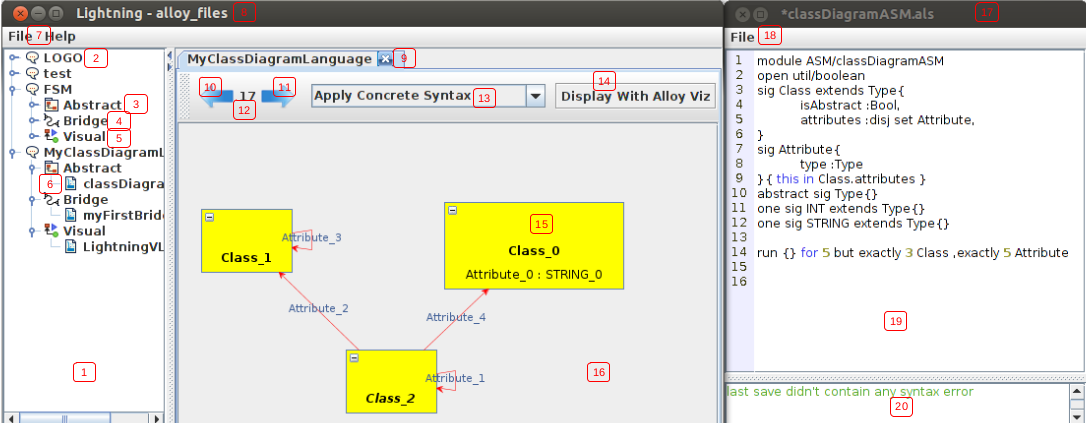 Lightning - alloy_files 8
File 7 Help
LOGO 2
test
FSM
Abstract 3
Bridge 4
Visual 5
MyClassDiagramL
Abstract
6 classDiagra
Bridge
myFirstBride
Visual
LightningVL
1
MyClassDiagramLanguage 9
10 17 11
12
Apply Concrete Syntax 13
14
Display With Alloy Viz
Class_1
Attribute_3
15
Class_0
Attribute_0 : STRING_0
Attribute_2
Attribute_4
Class_2
Attribute_1
16
*classDiagramASM.als 17
File 18
1 module ASM/classDiagramASM
2 open util/boolean
3 sig Class extends Type{
4 isAbstract :Bool,
5 attributes :disj set Attribute,
6 }
7 sig Attribute{
8 type :Type
9 }{ this in Class.attributes }
10 abstract sig Type{}
11 one sig INT extends Type{}
12 one sig STRING extends Type{}
13
14 run {} for 5 but exactly 3 Class ,exactly 5 Attribute
15
16
19
last save didn't contain any syntax error
20